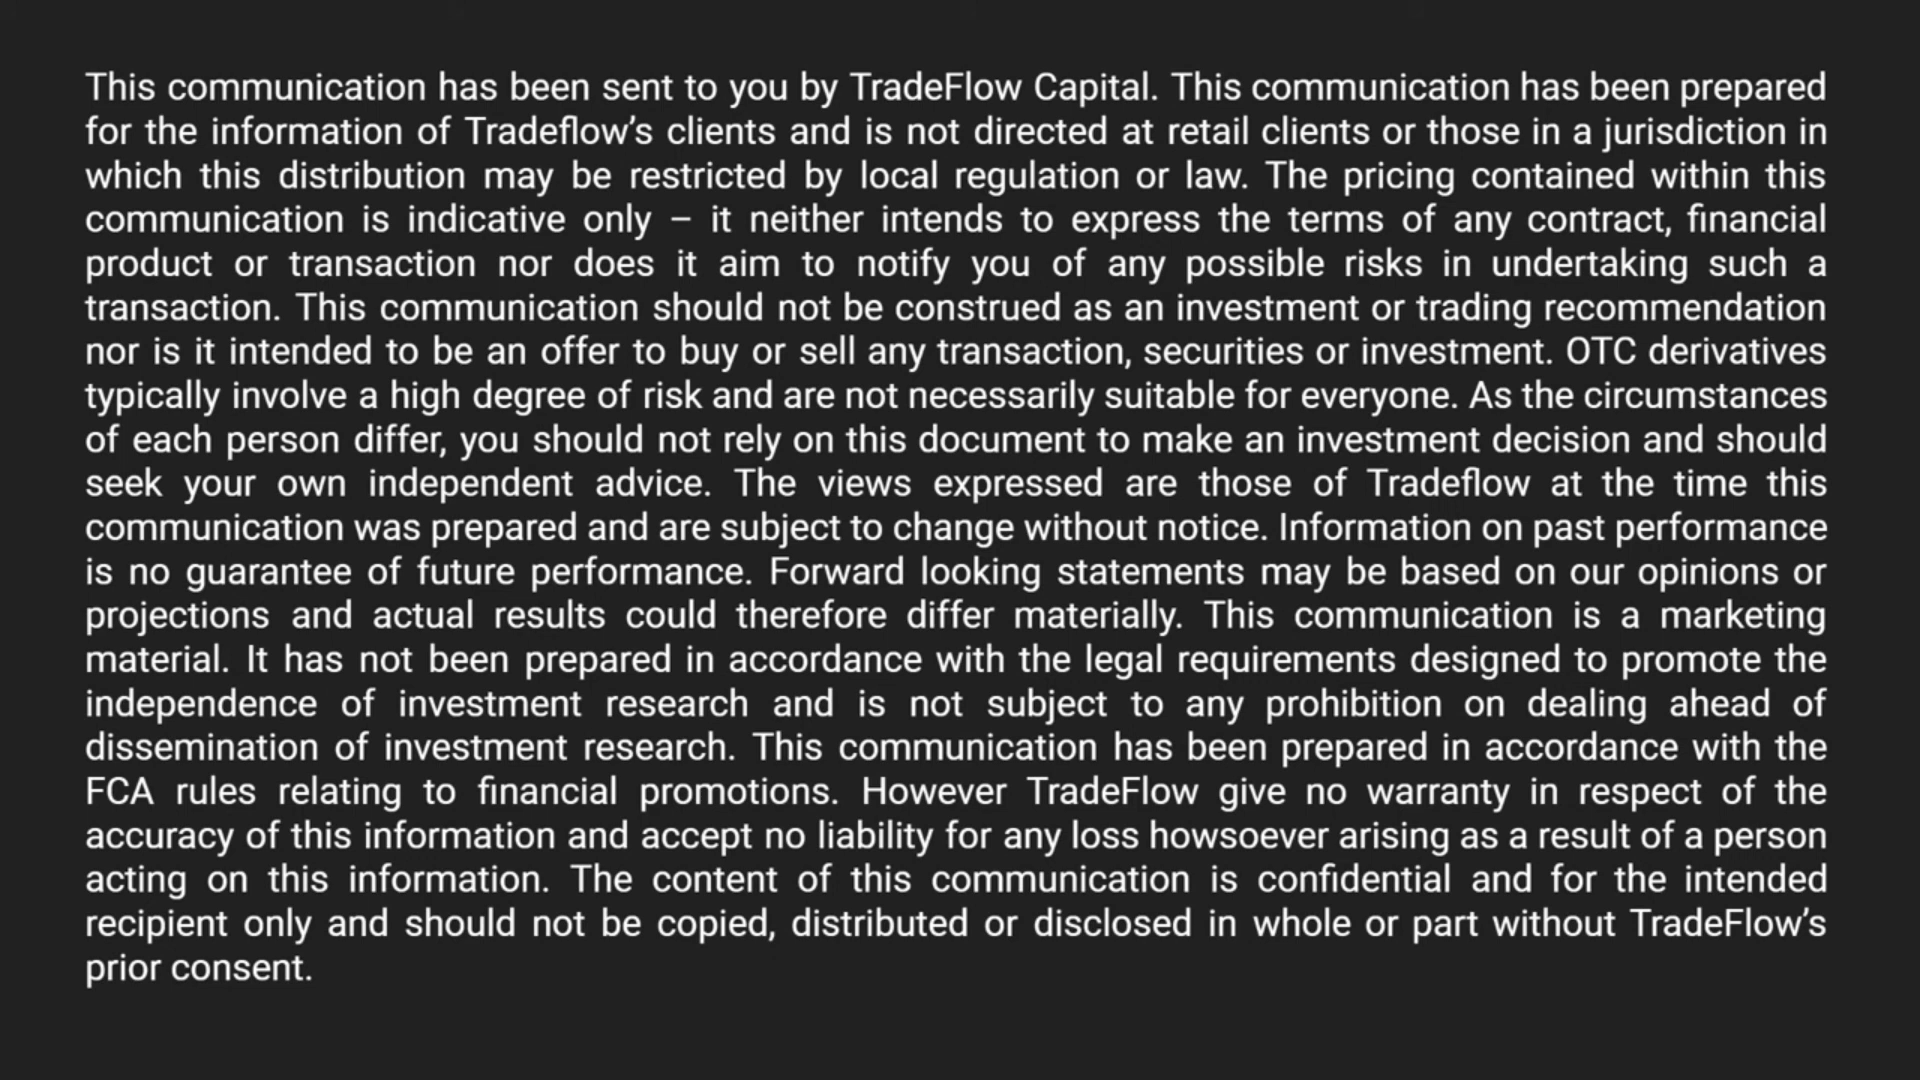 This communication has been sent to you by TradeFlow Capital. This communication has been prepared
for the information of Tradeflow’s clients and is not directed at retail clients or those in a jurisdiction in
which this distribution may be restricted by local regulation or law. The pricing contained within this
communication is indicative only – it neither intends to express the terms of any contract, financial
product or transaction nor does it aim to notify you of any possible risks in undertaking such a
transaction. This communication should not be construed as an investment or trading recommendation
nor is it intended to be an offer to buy or sell any transaction, securities or investment. OTC derivatives
typically involve a high degree of risk and are not necessarily suitable for everyone. As the circumstances
of each person differ, you should not rely on this document to make an investment decision and should
seek your own independent advice. The views expressed are those of Tradeflow at the time this
communication was prepared and are subject to change without notice. Information on past performance
is no guarantee of future performance. Forward looking statements may be based on our opinions or
projections and actual results could therefore differ materially. This communication is a marketing
material. It has not been prepared in accordance with the legal requirements designed to promote the
independence of investment research and is not subject to any prohibition on dealing ahead of
dissemination of investment research. This communication has been prepared in accordance with the
FCA rules relating to financial promotions. However TradeFlow give no warranty in respect of the
accuracy of this information and accept no liability for any loss howsoever arising as a result of a person
acting on this information. The content of this communication is confidential and for the intended
recipient only and should not be copied, distributed or disclosed in whole or part without TradeFlow’s
prior consent.